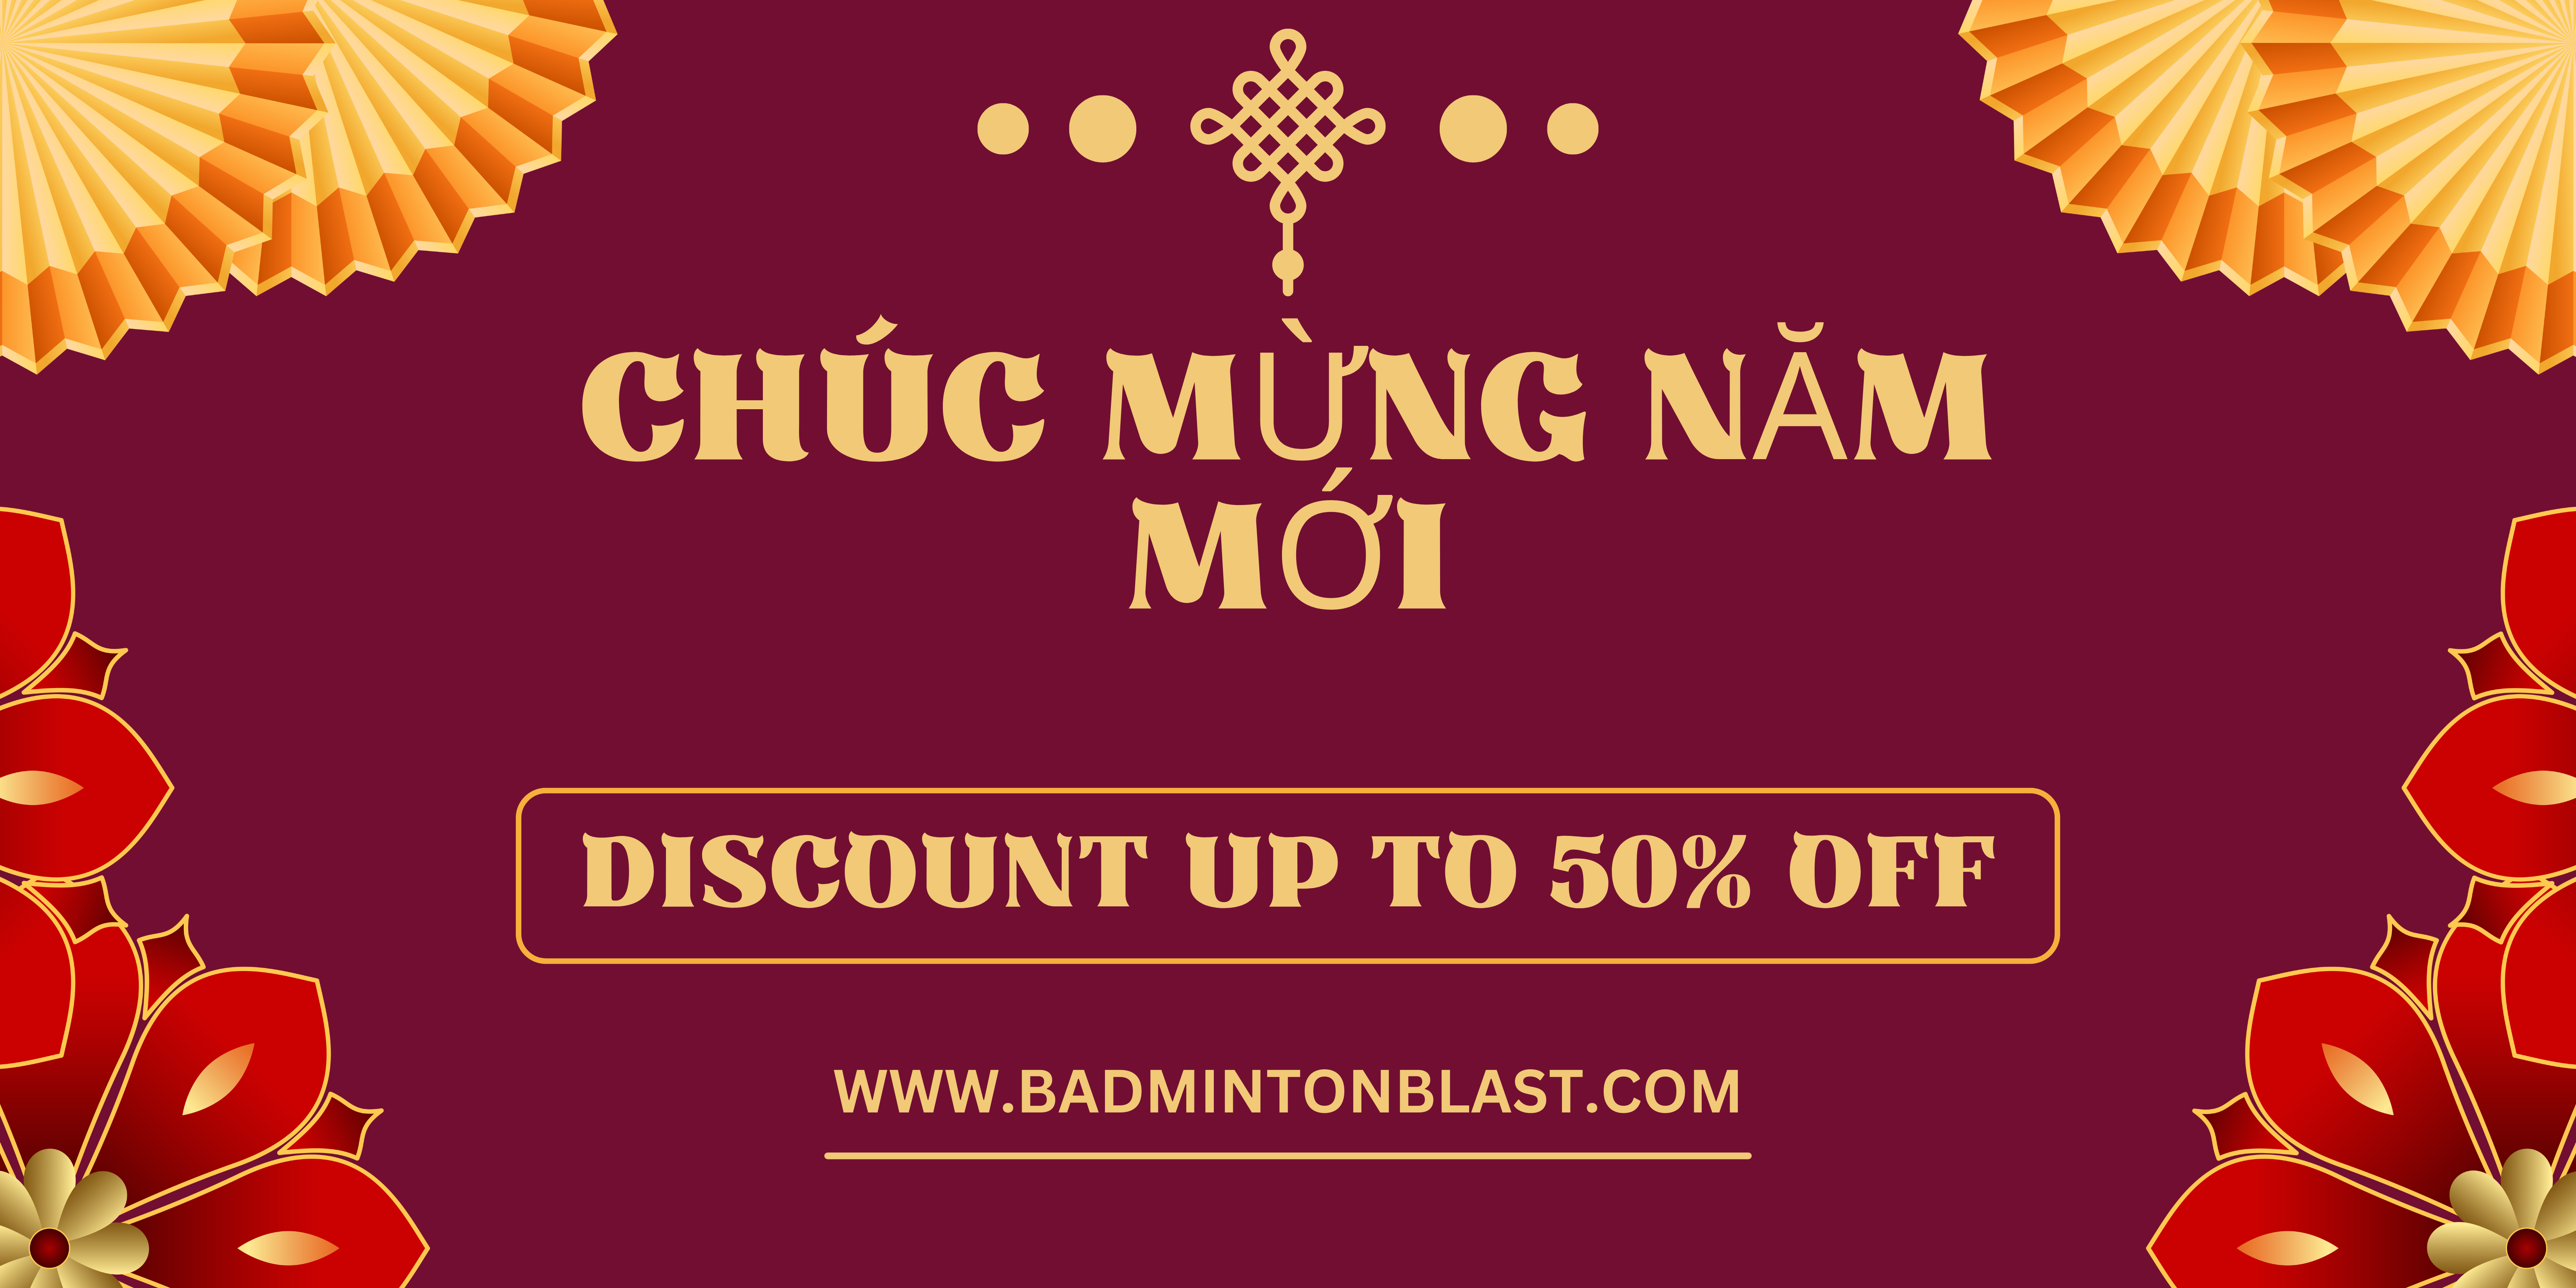 CHÚC MỪNG NĂM
MỚI
DISCOUNT UP TO 50% OFF
WWW.BADMINTONBLAST.COM